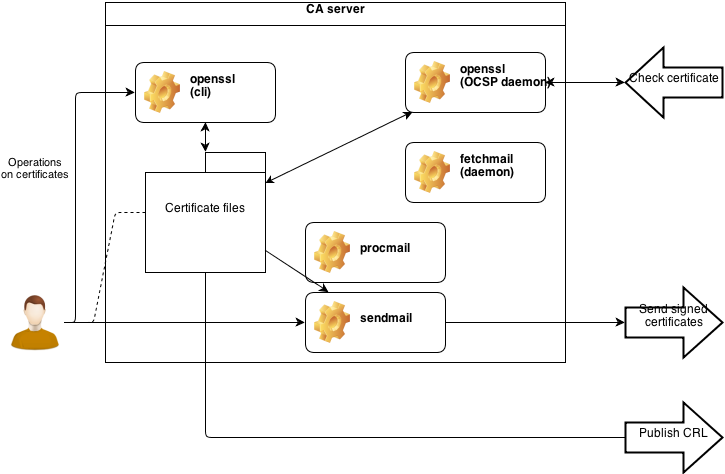 CA server
openssl
(cli)
openssl
(OCSP daemon)
Check certificate
Operations
on certificates
fetchmail
(daemon)
Certificate files
procmail
sendmail
Send signed
certificates
Publish CRL